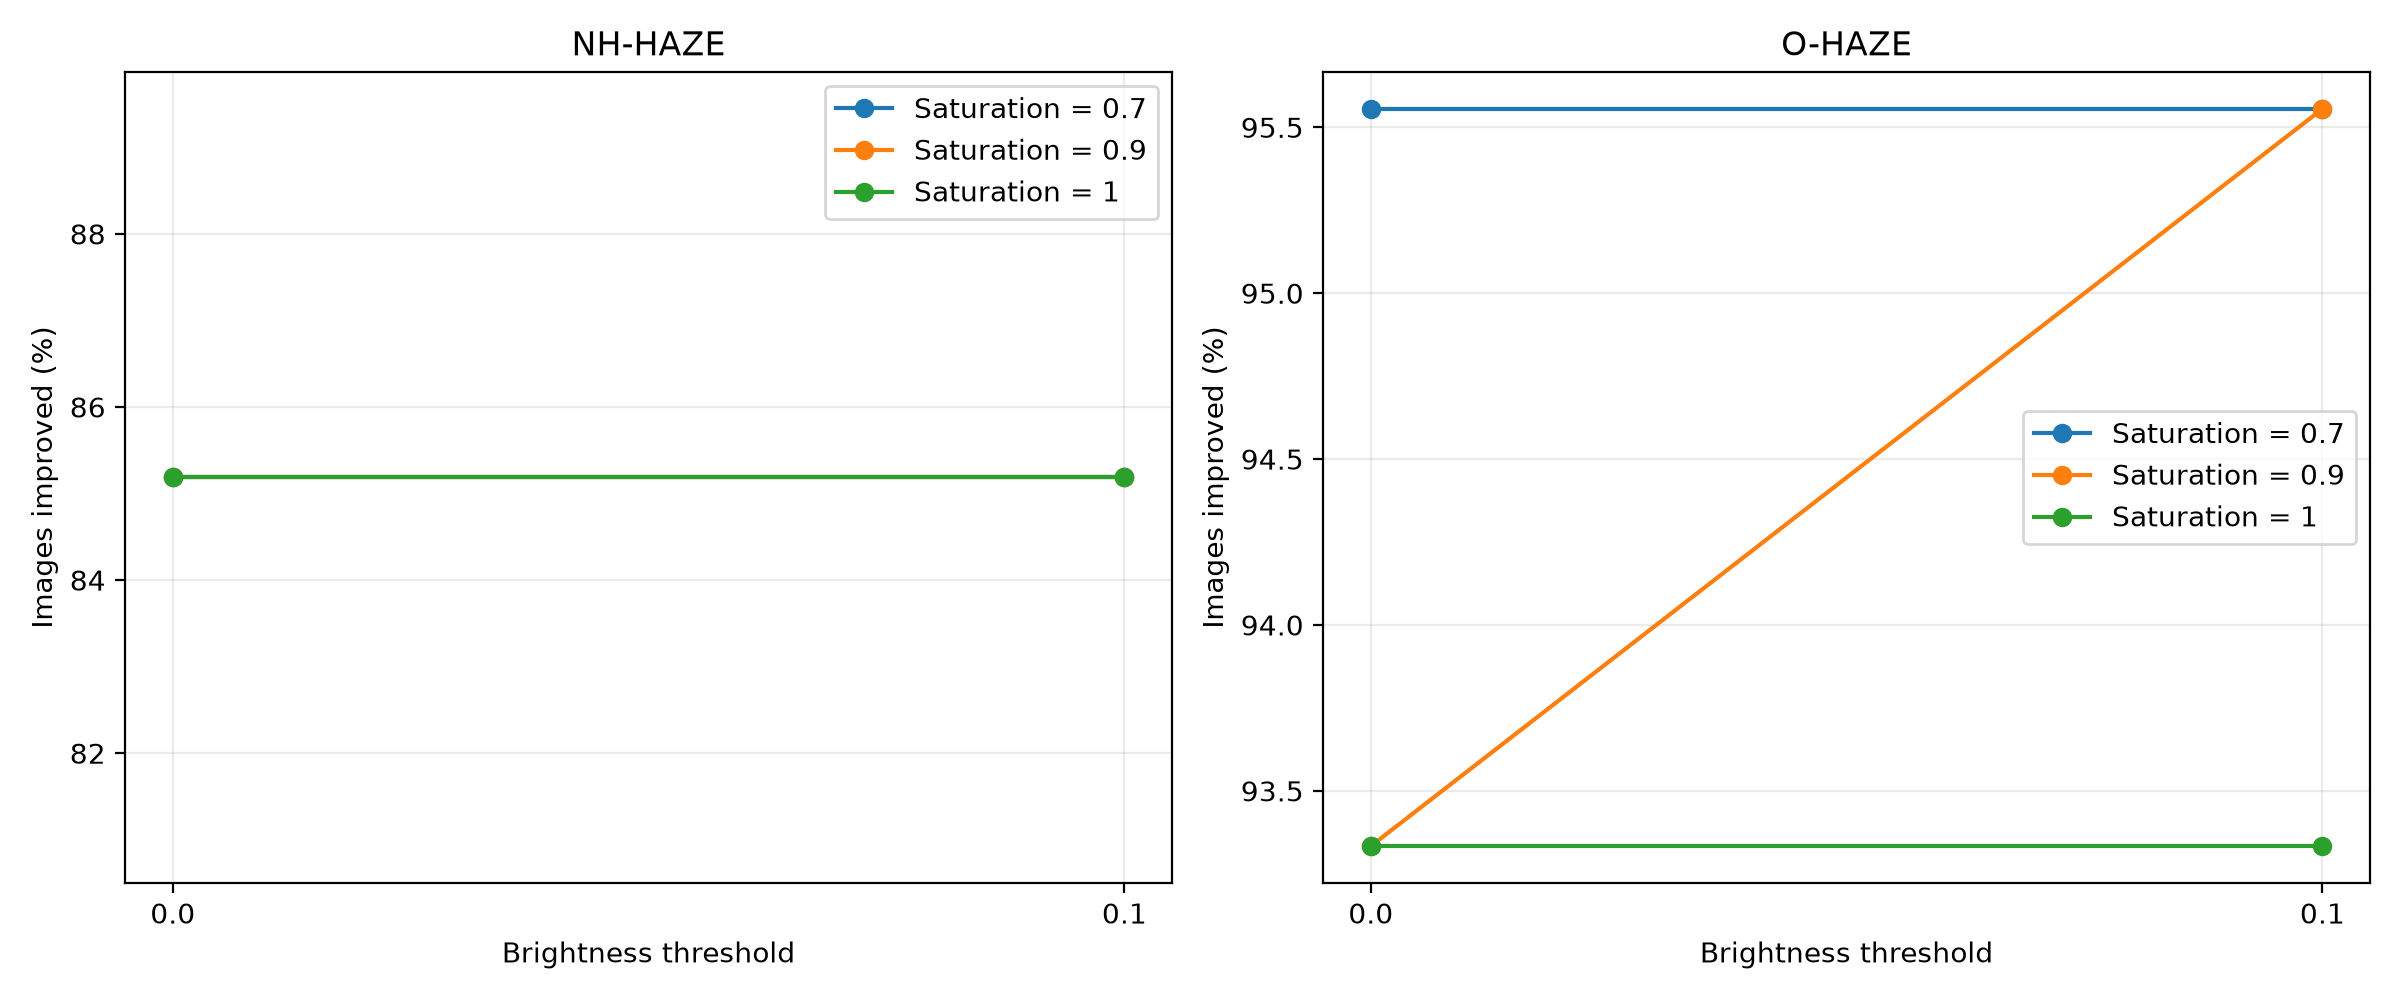 NH-HAZE
Saturation = 0.7
Saturation = 0.9
Saturation = 1
88
86
84
82
Images improved (%)
0.0
0.1
Brightness threshold
O-HAZE
95.5
95.0
94.5
94.0
93.5
Images improved (%)
Saturation = 0.7
Saturation = 0.9
Saturation = 1
0.0
0.1
Brightness threshold